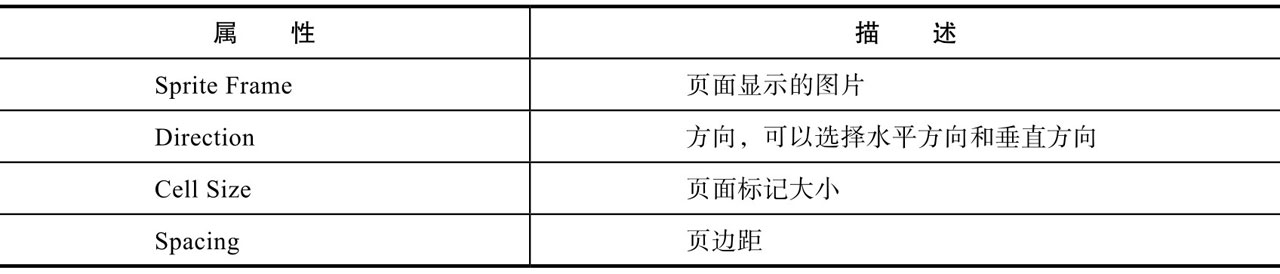 属 性 描 述
Sprite Frame 页面显示的图片
Direction 方向，可以选择水平方向和垂直方向
Cell Size 页面标记大小
Spacing 页边距